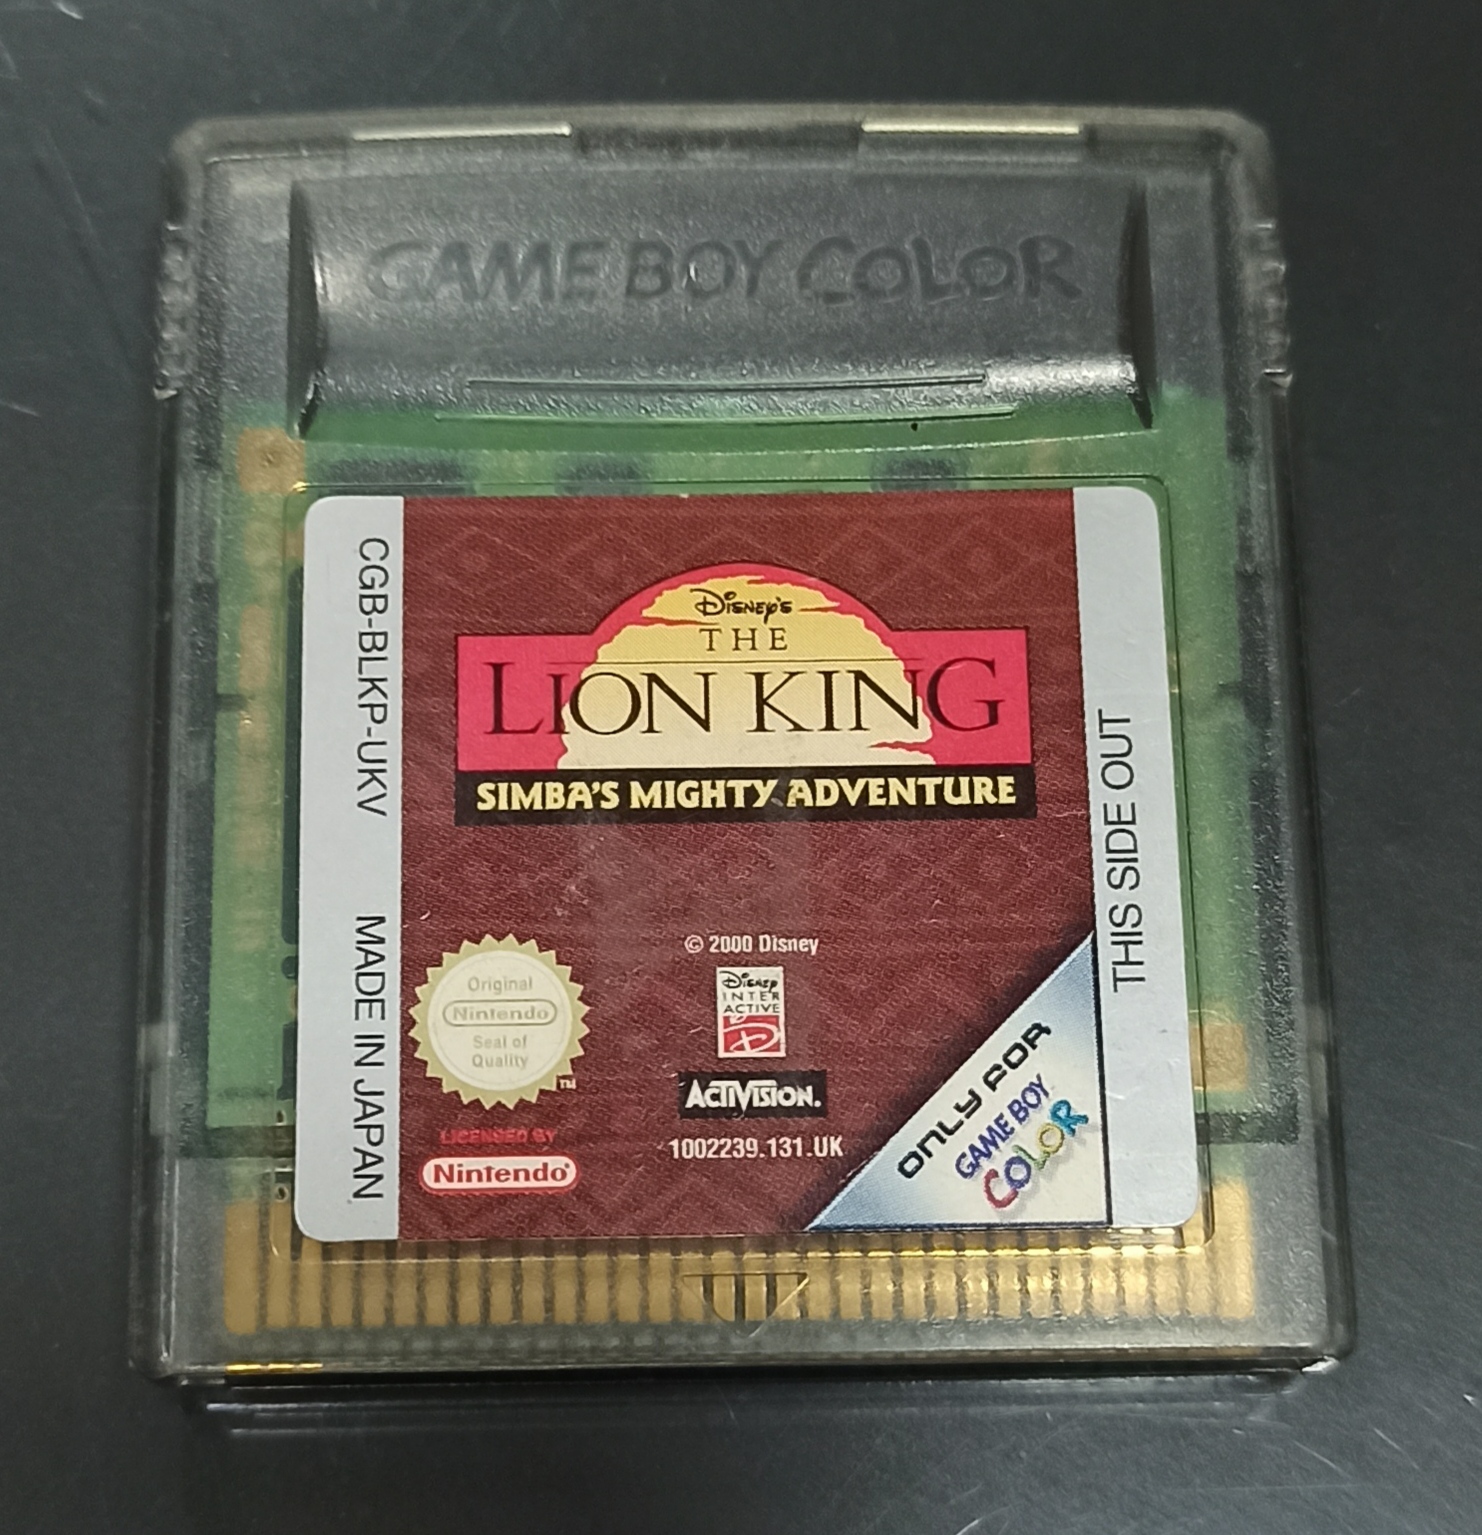 GAME BOY COLOR
CGB-BLKP-UKV MADE IN JAPAN
Disney's
THE
LION KING
SIMBA'S MIGHTY ADVENTURE
© 2000 Disney
Disney
INTER
ACTIVE
D
ACTIVISION.
1002239.131.UK
Original
Nintendo
Seal of
Quality
TM
LICENSED BY
Nintendo®
ONLY FOR
GAME BOY
COLOR
THIS SIDE OUT